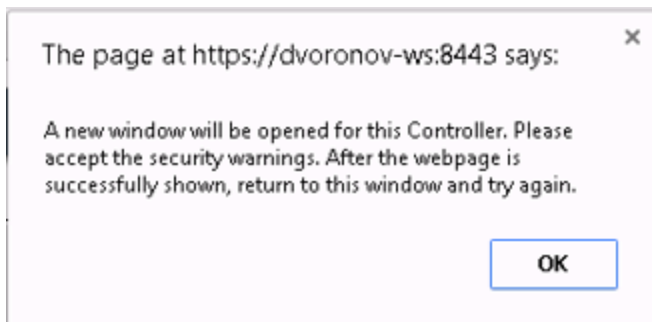 The page at https://dvoronov-ws:8443 says:
A new window will be opened for this Controller. Please
accept the security warnings. After the webpage is
successfully shown, return to this window and try again.
OK